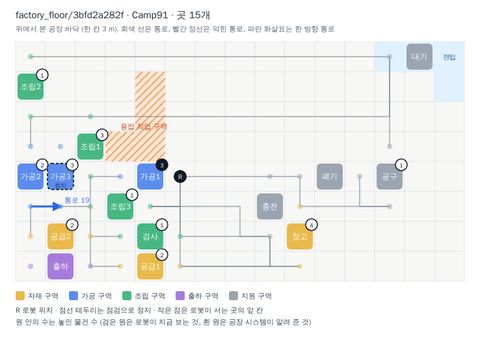 factory_floor/3bfd2a282f · Camp91 · 곳 15개
위에서 본 공장 바닥 (한 칸 3 m). 회색 선은 통로, 빨간 점선은 막힌 통로, 파란 화살표는 한 방향 통로
대기
진입
조립2 1
용접 작업 구역
조립1 3
가공2 2
가공3 3
정지
가공1 3
R
폐기
공구 1
통로 19
조립3 1
충전
공급2 2
검사 1
창고 4
출하
공급1 2
자재 구역
가공 구역
조립 구역
출하 구역
지원 구역
R 로봇 위치 · 점선 테두리는 점검으로 정지 · 작은 점은 로봇이 서는 곳의 앞 칸
원 안의 수는 놓인 물건 수 (검은 원은 로봇이 지금 보는 것, 흰 원은 공장 시스템이 알려 준 것)